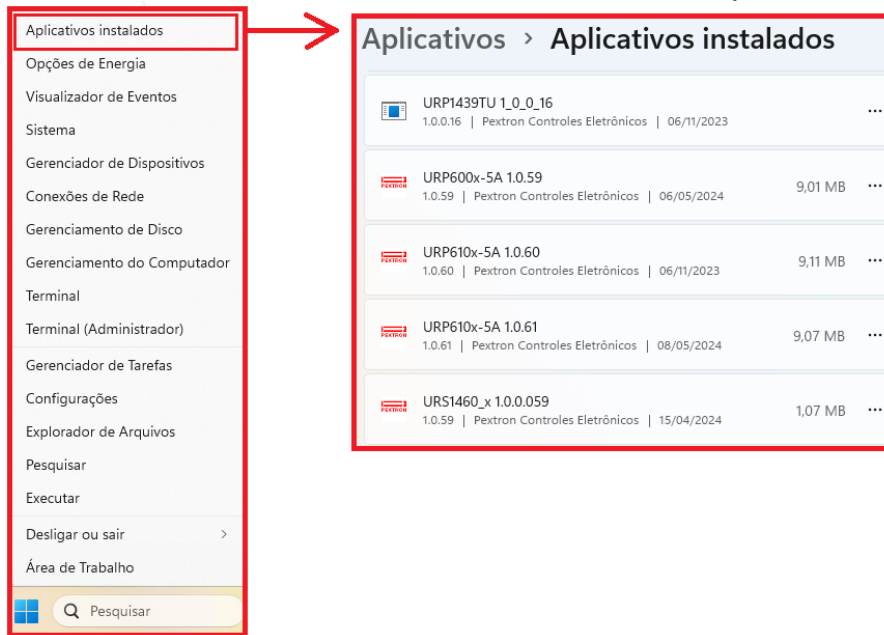 Aplicativos instalados
Opções de Energia
Visualizador de Eventos
Sistema
Gerenciador de Dispositivos
Conexões de Rede
Gerenciamento de Disco
Gerenciamento do Computador
Terminal
Terminal (Administrador)
Gerenciador de Tarefas
Configurações
Explorador de Arquivos
Pesquisar
Executar
Desligar ou sair >
Área de Trabalho
Pesquisar
Aplicativos > Aplicativos instalados
URP1439TU 1_0_0_16
1.0.0.16 | Pextron Controles Eletrônicos | 06/11/2023
PEXTRON
URP600x-5A 1.0.59
1.0.59 | Pextron Controles Eletrônicos | 06/05/2024
9,01 MB
PEXTRON
URP610x-5A 1.0.60
1.0.60 | Pextron Controles Eletrônicos | 06/11/2023
9,11 MB
PEXTRON
URP610x-5A 1.0.61
1.0.61 | Pextron Controles Eletrônicos | 08/05/2024
9,07 MB
PEXTRON
URS1460_x 1.0.0.059
1.0.59 | Pextron Controles Eletrônicos | 15/04/2024
1,07 MB